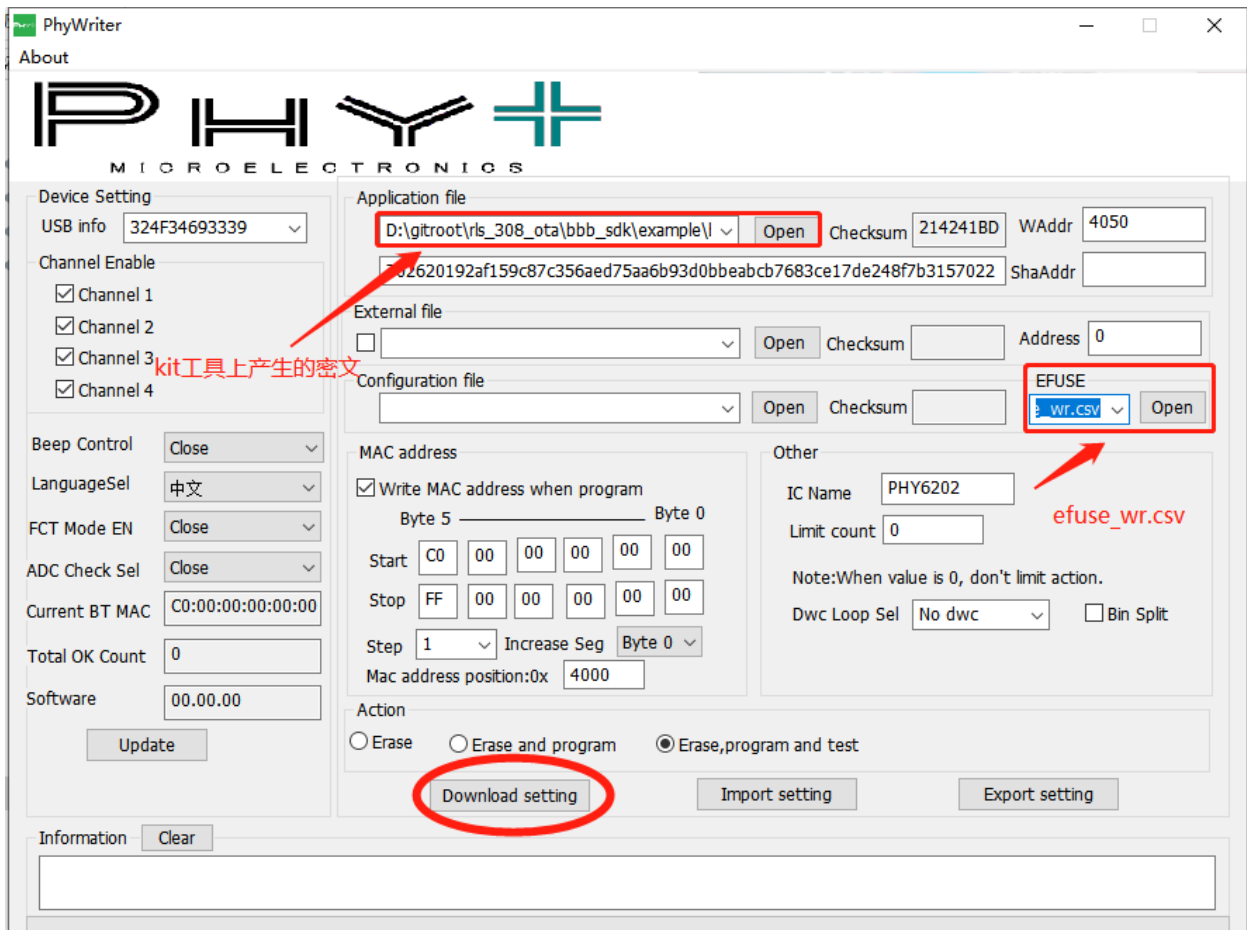 PhyWriter
About
PHY+
MICROELECTRONICS
Device Setting
USB info 324F34693339
Channel Enable
Channel 1
Channel 2
Channel 3
Channel 4
Beep Control Close
LanguageSel 中文
FCT Mode EN Close
ADC Check Sel Close
Current BT MAC C0:00:00:00:00:00
Total OK Count 0
Software 00.00.00
Update
Application file
D:\gitroot\rls_308_ota\bbb_sdk\example\l Open Checksum 214241BD WAddr 4050
2620192af159c87c356aed75aa6b93d0bbeabcb7683ce17de248f7b3157022 ShaAddr
kit工具上产生的密文
External file
Open Checksum Address 0
Configuration file
Open Checksum
EFUSE
_wr.csv Open
efuse_wr.csv
MAC address
Write MAC address when program
Byte 5 Byte 0
Start C0 00 00 00 00 00
Stop FF 00 00 00 00 00
Step 1 Increase Seg Byte 0
Mac address position:0x 4000
Other
IC Name PHY6202
Limit count 0
Note:When value is 0, don't limit action.
Dwc Loop Sel No dwc Bin Split
Action
Erase Erase and program Erase,program and test
Download setting Import setting Export setting
Information Clear